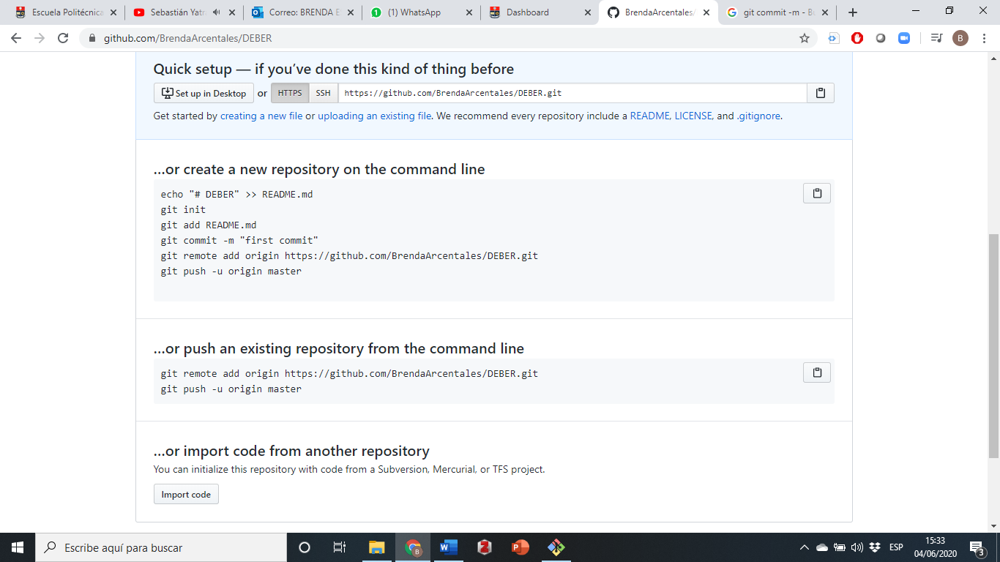 Escuela Politécnica
Sebastián Yatr
Correo: BRENDA E
(1) WhatsApp
Dashboard
BrendaArcentales/
git commit -m - Bu
github.com/BrendaArcentales/DEBER
B
Quick setup — if you’ve done this kind of thing before
Set up in Desktop or HTTPS SSH https://github.com/BrendaArcentales/DEBER.git
Get started by creating a new file or uploading an existing file. We recommend every repository include a README, LICENSE, and .gitignore.
…or create a new repository on the command line
echo "# DEBER" >> README.md
git init
git add README.md
git commit -m "first commit"
git remote add origin https://github.com/BrendaArcentales/DEBER.git
git push -u origin master
…or push an existing repository from the command line
git remote add origin https://github.com/BrendaArcentales/DEBER.git
git push -u origin master
…or import code from another repository
You can initialize this repository with code from a Subversion, Mercurial, or TFS project.
Import code
Escribe aquí para buscar
ESP
15:33
04/06/2020
3